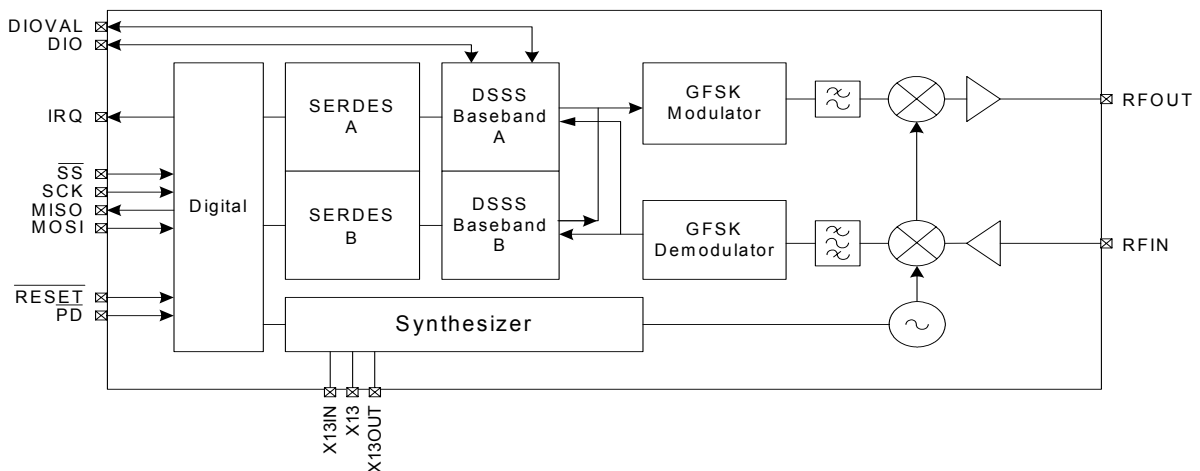 DIOVAL
DIO
IRQ
SS
SCK
MISO
MOSI
RESET
PD
Digital
SERDES
A
SERDES
B
DSSS
Baseband
A
DSSS
Baseband
B
GFSK
Modulator
GFSK
Demodulator
Synthesizer
RFOUT
RFIN
X13IN
X13
X13OUT